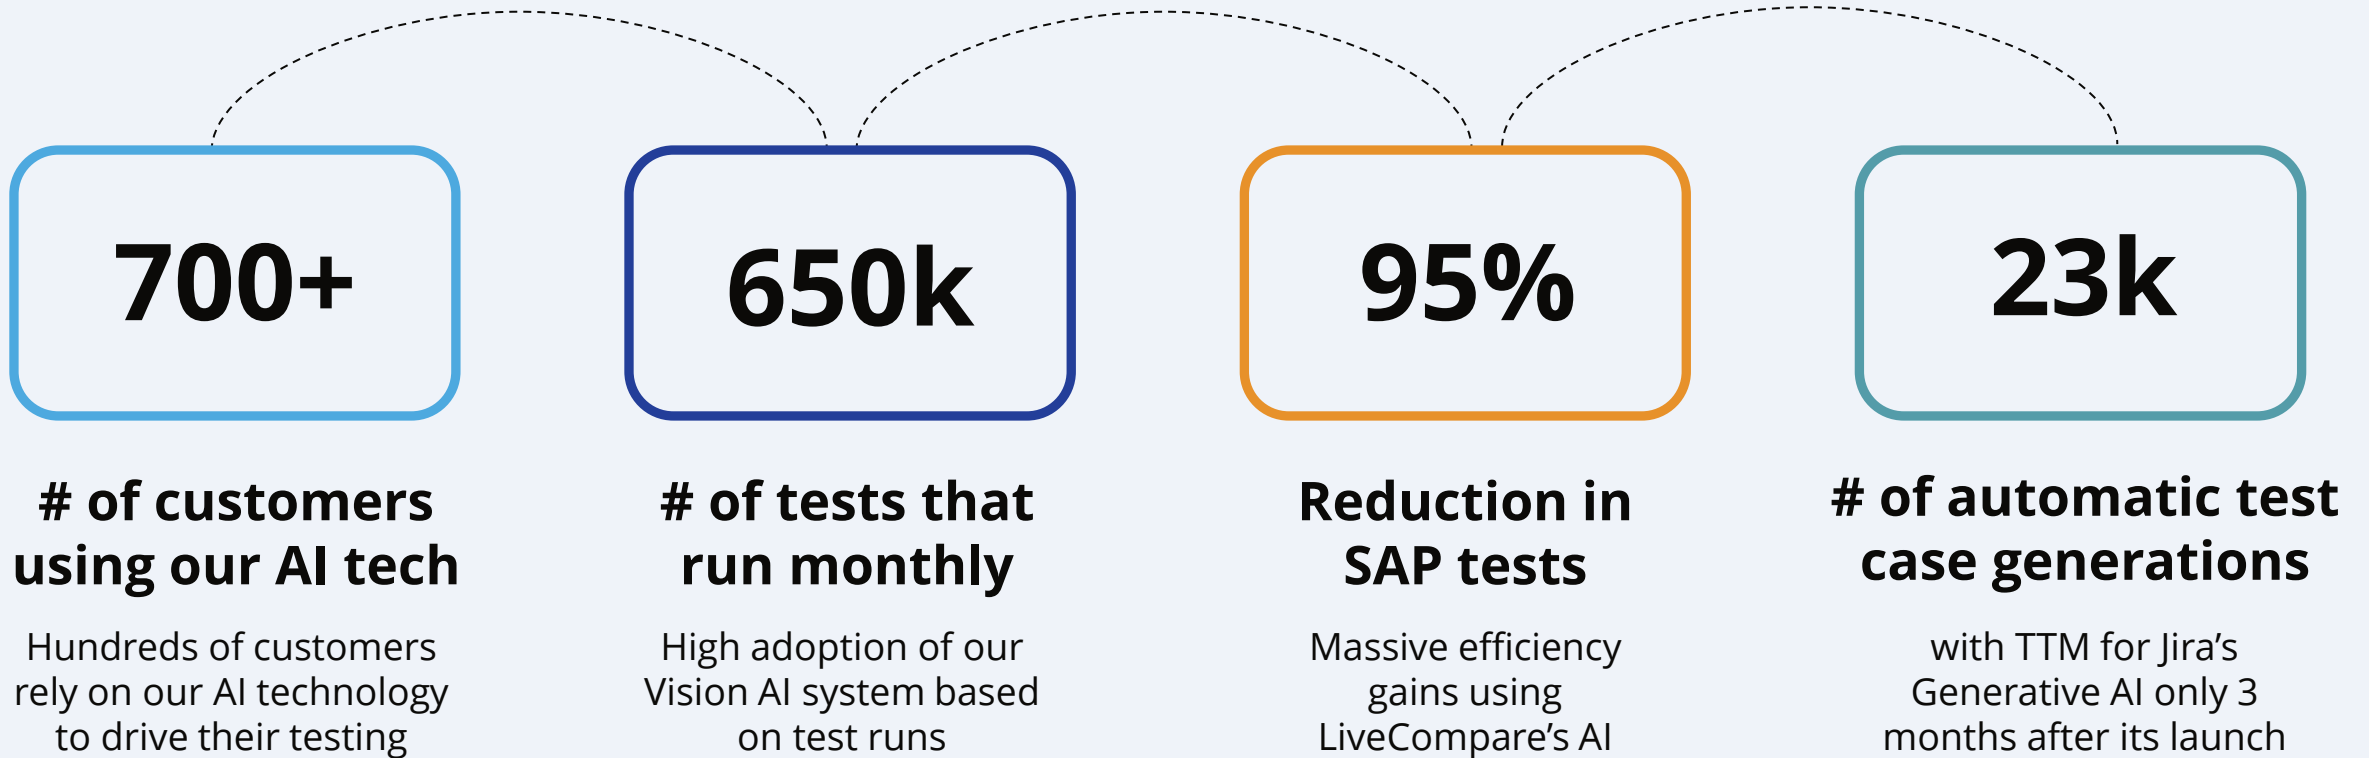 700+
# of customers
using our AI tech
Hundreds of customers
rely on our AI technology
to drive their testing
650k
# of tests that
run monthly
High adoption of our
Vision AI system based
on test runs
95%
Reduction in
SAP tests
Massive efficiency
gains using
LiveCompare’s AI
23k
# of automatic test
case generations
with TTM for Jira’s
Generative AI only 3
months after its launch